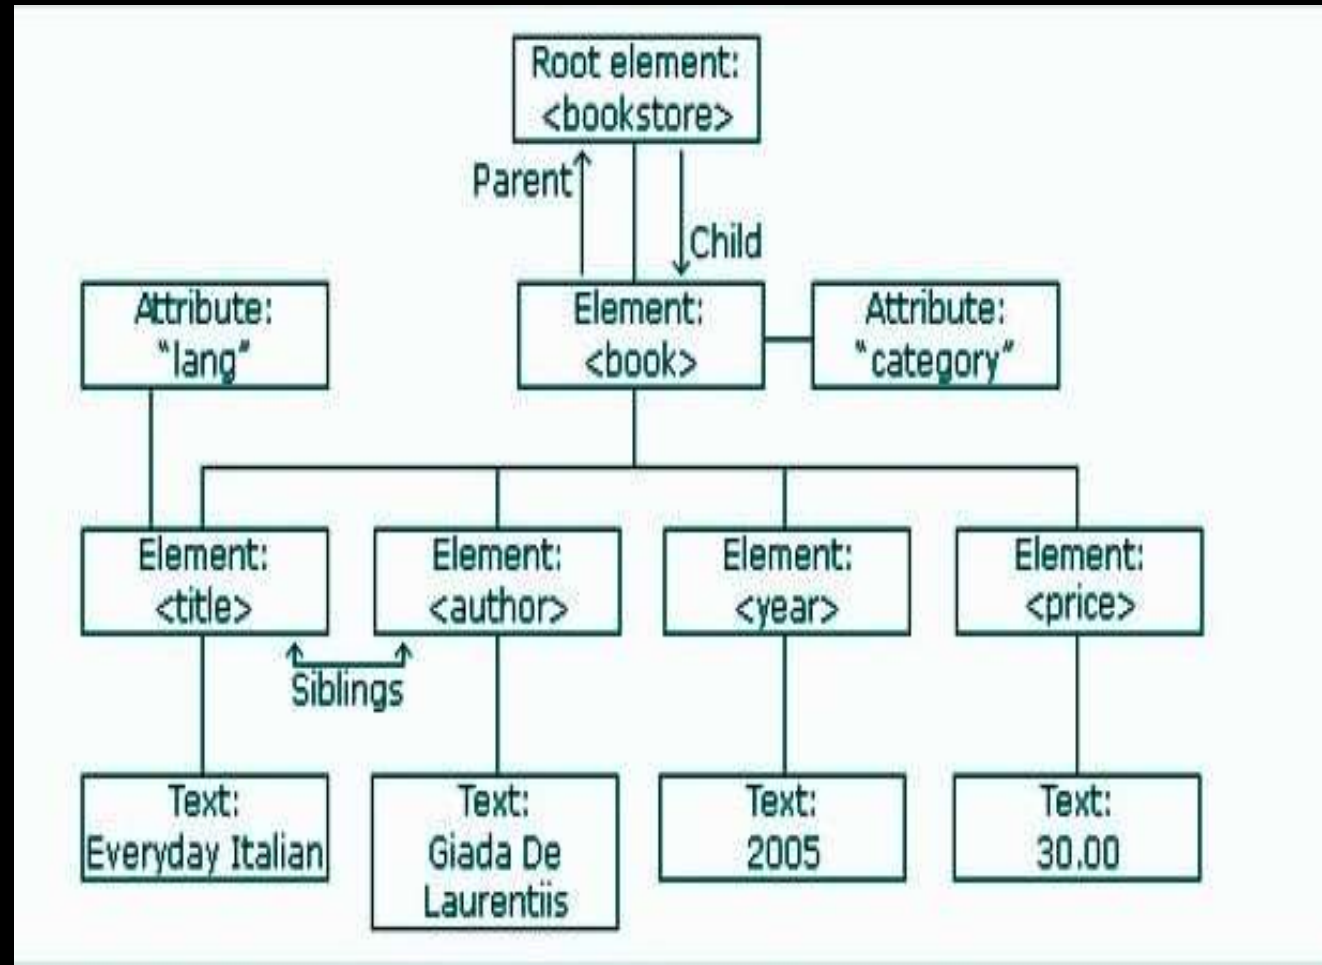 Root element:
<bookstore>
Parent
Child
Attribute:
"lang"
Element:
<book>
Attribute:
"category"
Element:
<title>
Element:
<author>
Element:
<year>
Element:
<price>
Siblings
Text:
Everyday Italian
Text:
Giada De
Laurentiis
Text:
2005
Text:
30.00